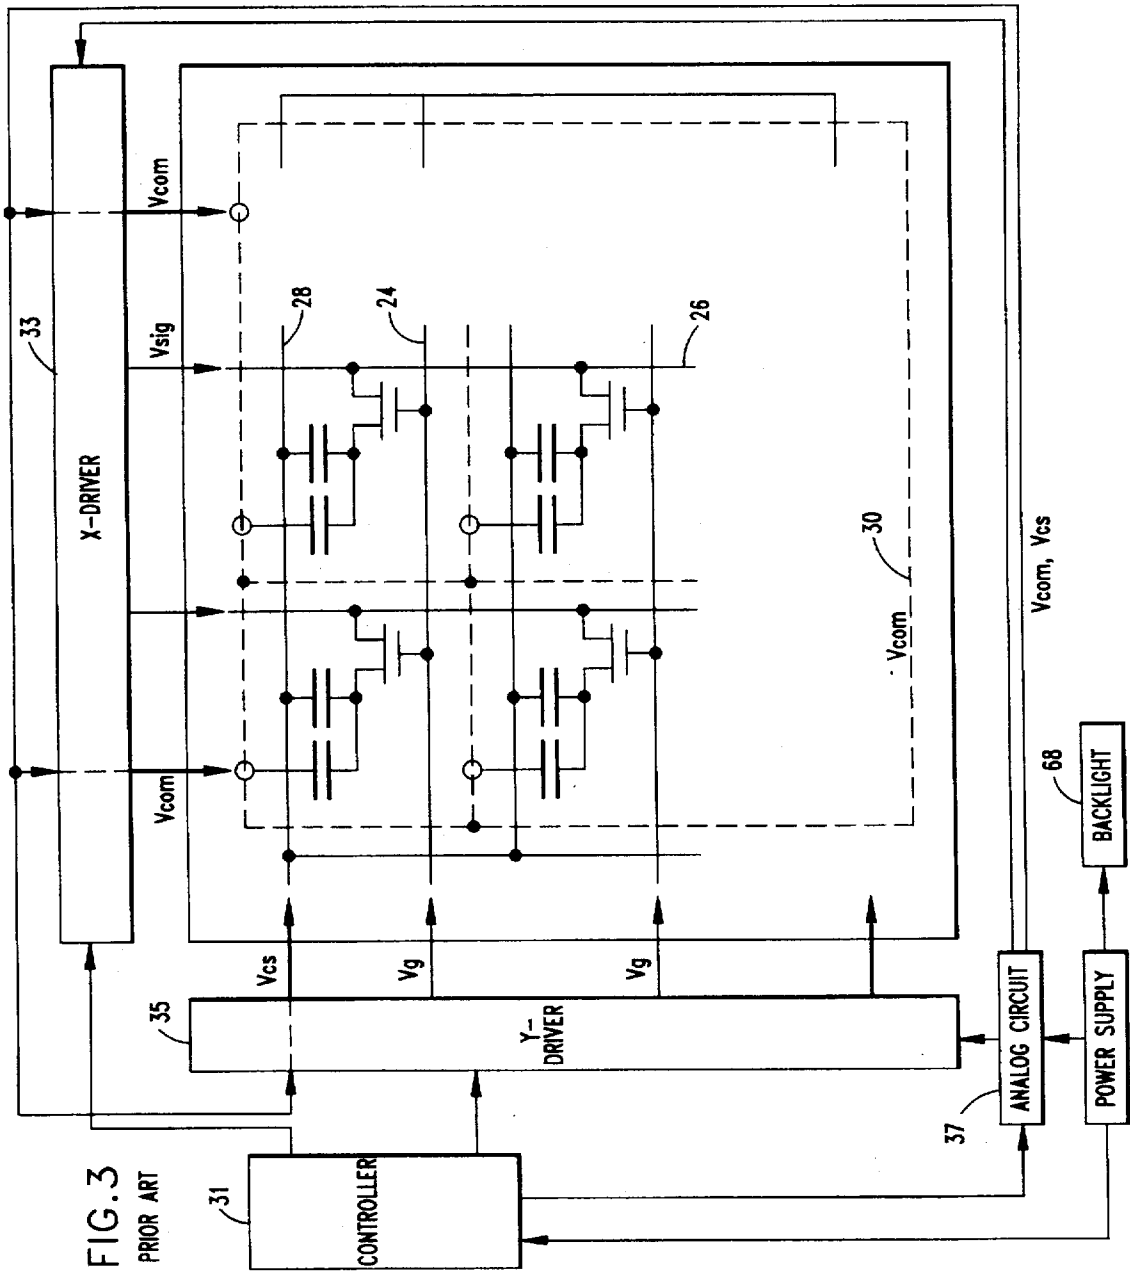 FIG.3
PRIOR ART
33
X-DRIVER
Vcom
Vsig
Vcom
28
24
26
30
Vcom
Vcs
Vg
Vg
35
Y-
DRIVER
31
CONTROLLER
37
ANALOG CIRCUIT
Vcom, Vcs
POWER SUPPLY
68
BACKLIGHT